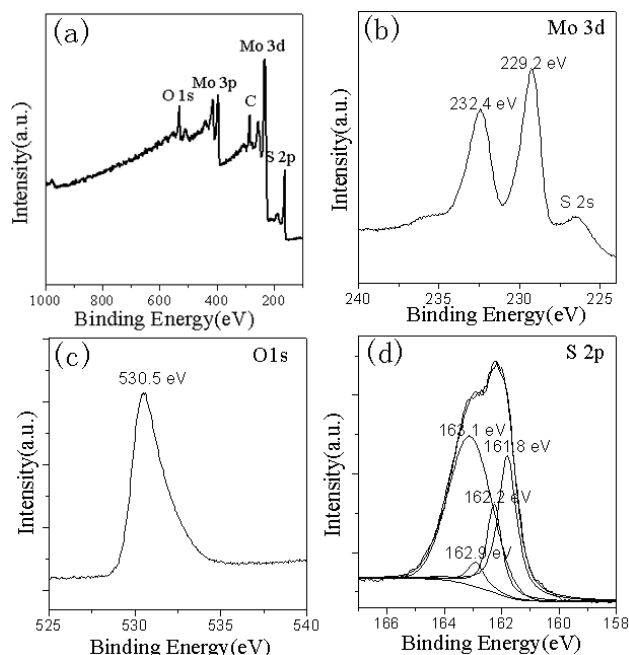 (a)
Mo 3d
Mo 3p
O 1s
C
S 2p
Intensity(a.u.)
1000 800 600 400 200
Binding Energy(eV)
(b)
Mo 3d
229.2 eV
232.4 eV
S 2s
Intensity(a.u.)
240 235 230 225
Binding Energy(eV)
(c)
O1s
530.5 eV
Intensity(a.u.)
525 530 535 540
Binding Energy(eV)
(d)
S 2p
163.1 eV
161.8 eV
162.2 eV
162.9 eV
Intensity(a.u.)
166 164 162 160 158
Binding Energy(eV)